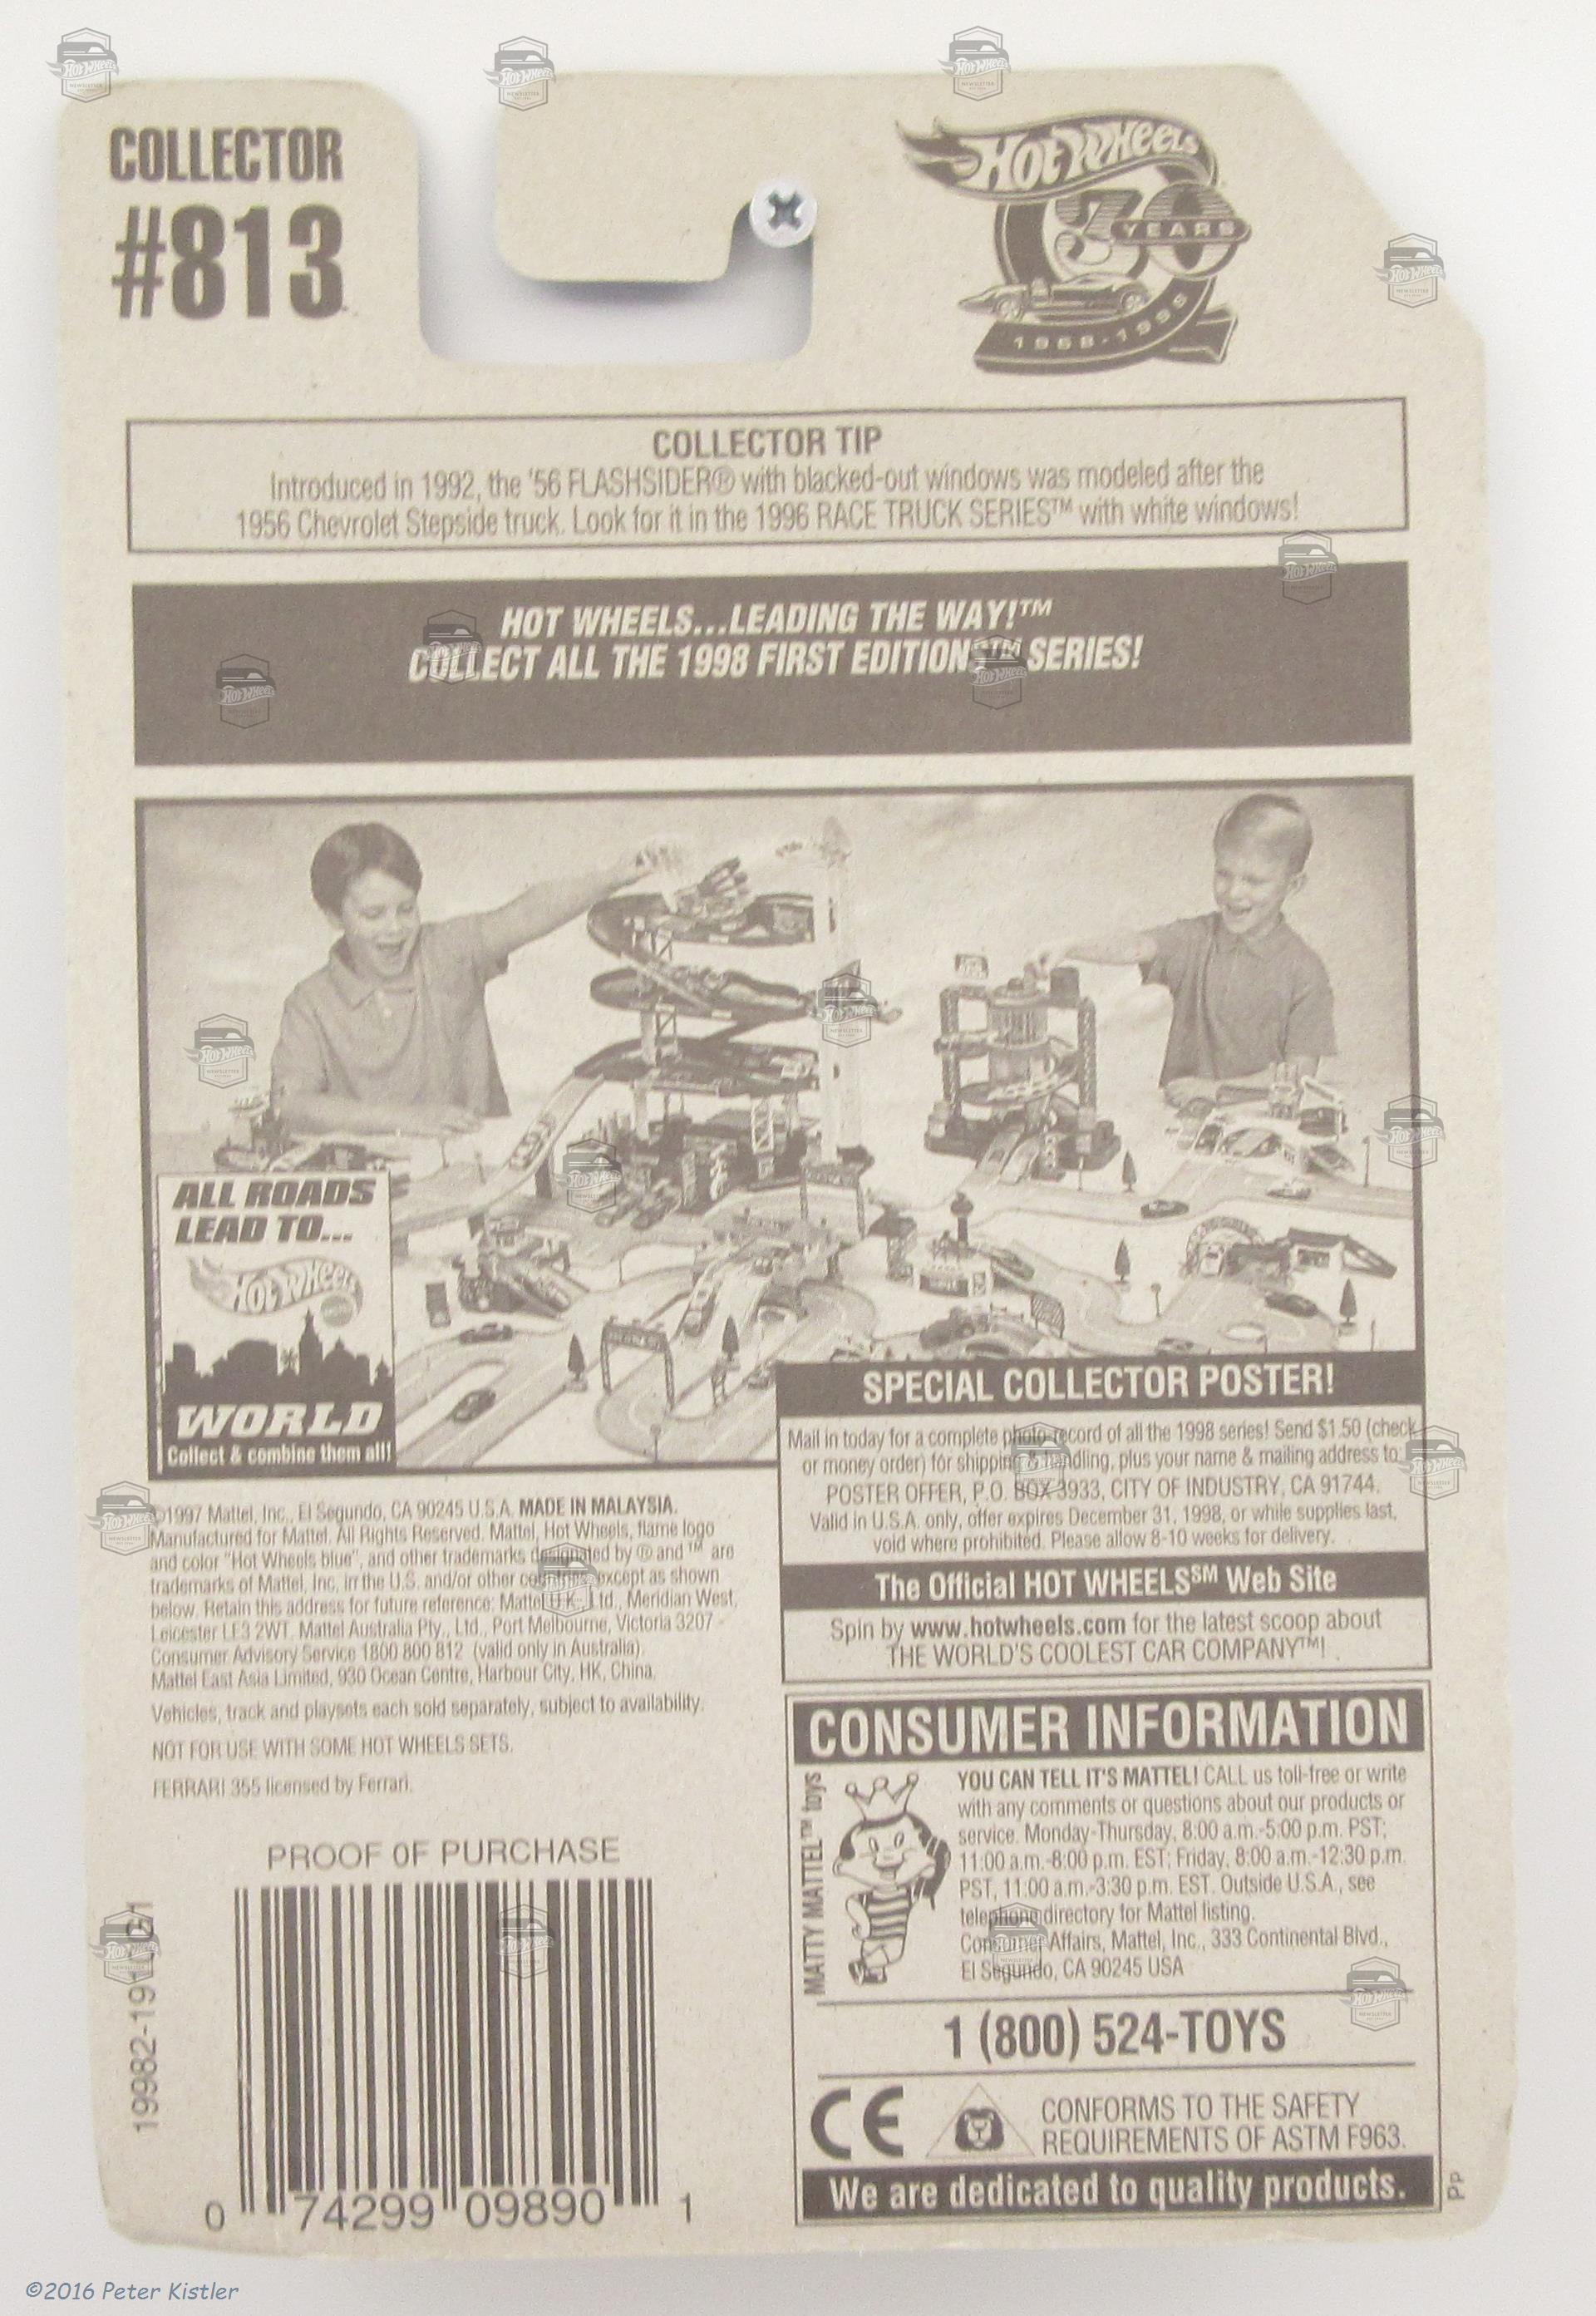 COLLECTOR
#813
HOT WHEELS
30
YEARS
1968-1998
COLLECTOR TIP
Introduced in 1992, the '56 FLASHSIDER® with blacked-out windows was modeled after the
1956 Chevrolet Stepside truck. Look for it in the 1996 RACE TRUCK SERIES™ with white windows!
HOT WHEELS...LEADING THE WAY!™
COLLECT ALL THE 1998 FIRST EDITIONS™ SERIES!
ALL ROADS
LEAD TO...
HOT WHEELS
WORLD
Collect & combine them all!
SPECIAL COLLECTOR POSTER!
Mail in today for a complete photo record of all the 1998 series! Send $1.50 (check
or money order) for shipping & handling, plus your name & mailing address to:
POSTER OFFER, P.O. BOX 3933, CITY OF INDUSTRY, CA 91744.
Valid in U.S.A. only, offer expires December 31, 1998, or while supplies last,
void where prohibited. Please allow 8-10 weeks for delivery.
The Official HOT WHEELS℠ Web Site
Spin by www.hotwheels.com for the latest scoop about
THE WORLD'S COOLEST CAR COMPANY™!
©1997 Mattel, Inc., El Segundo, CA 90245 U.S.A. MADE IN MALAYSIA.
Manufactured for Mattel. All Rights Reserved. Mattel, Hot Wheels, flame logo
and color "Hot Wheels blue", and other trademarks designated by ® and ™ are
trademarks of Mattel, Inc. in the U.S. and/or other countries except as shown
below. Retain this address for future reference: Mattel U.K. Ltd., Meridian West,
Leicester LE3 2WT. Mattel Australia Pty., Ltd., Port Melbourne, Victoria 3207 -
Consumer Advisory Service 1800 800 812 (valid only in Australia).
Mattel East Asia Limited, 930 Ocean Centre, Harbour City, HK, China.
Vehicles, track and playsets each sold separately, subject to availability.
NOT FOR USE WITH SOME HOT WHEELS SETS.
FERRARI 355 licensed by Ferrari.
CONSUMER INFORMATION
MATTY MATTEL™ toys
YOU CAN TELL IT'S MATTEL! CALL us toll-free or write
with any comments or questions about our products or
service. Monday-Thursday, 8:00 a.m.-5:00 p.m. PST;
11:00 a.m.-8:00 p.m. EST; Friday, 8:00 a.m.-12:30 p.m.
PST, 11:00 a.m.-3:30 p.m. EST. Outside U.S.A., see
telephone directory for Mattel listing.
Consumer Affairs, Mattel, Inc., 333 Continental Blvd.,
El Segundo, CA 90245 USA
1 (800) 524-TOYS
CE
CONFORMS TO THE SAFETY
REQUIREMENTS OF ASTM F963.
We are dedicated to quality products.
Pp
PROOF OF PURCHASE
0 74299 09890 1
©2016 Peter Kistler